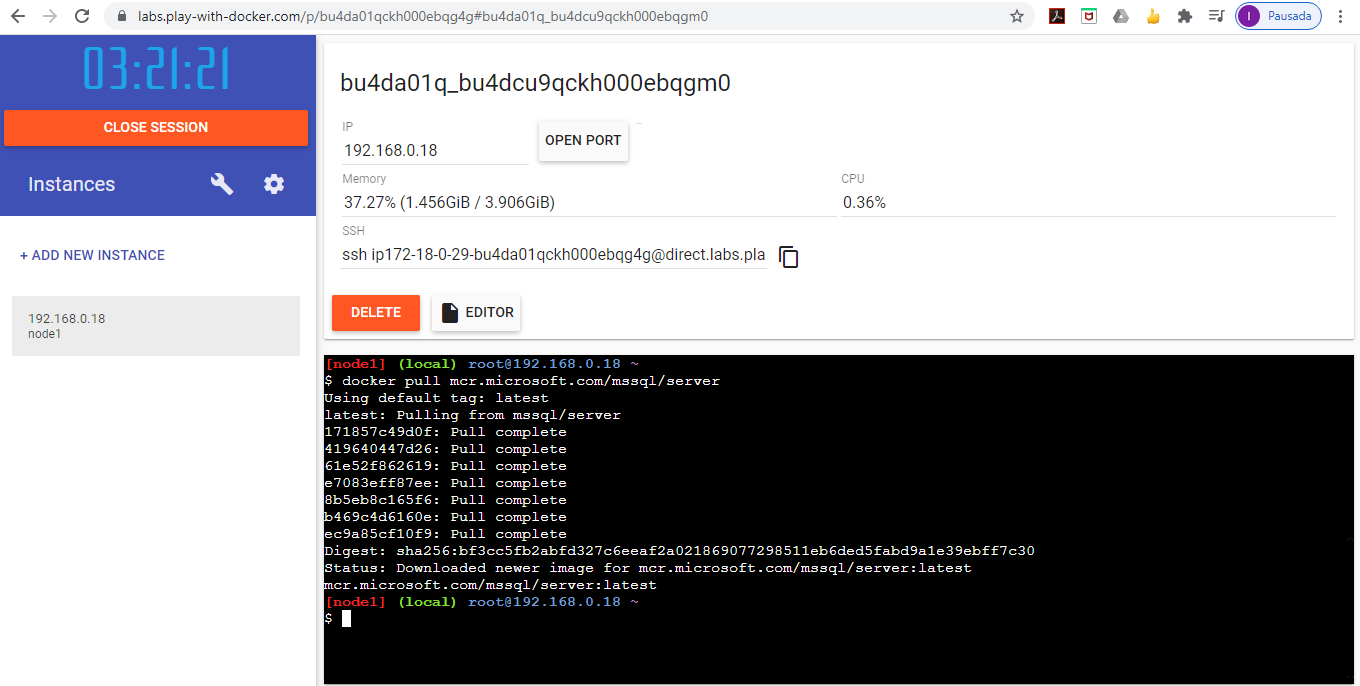 labs.play-with-docker.com/p/bu4da01qckh000ebqg4g#bu4da01q_bu4dcu9qckh000ebqgm0
I
Pausada
03:21:21
CLOSE SESSION
Instances
+ ADD NEW INSTANCE
192.168.0.18
node1
bu4da01q_bu4dcu9qckh000ebqgm0
IP
192.168.0.18
OPEN PORT
Memory
37.27% (1.456GiB / 3.906GiB)
CPU
0.36%
SSH
ssh ip172-18-0-29-bu4da01qckh000ebqg4g@direct.labs.pla
DELETE
EDITOR
[node1] (local) root@192.168.0.18 ~
$ docker pull mcr.microsoft.com/mssql/server
Using default tag: latest
latest: Pulling from mssql/server
171857c49d0f: Pull complete
419640447d26: Pull complete
61e52f862619: Pull complete
e7083eff87ee: Pull complete
8b5eb8c165f6: Pull complete
b469c4d6160e: Pull complete
ec9a85cf10f9: Pull complete
Digest: sha256:bf3cc5fb2abfd327c6eeaf2a021869077298511eb6ded5fabd9a1e39ebff7c30
Status: Downloaded newer image for mcr.microsoft.com/mssql/server:latest
mcr.microsoft.com/mssql/server:latest
[node1] (local) root@192.168.0.18 ~
$